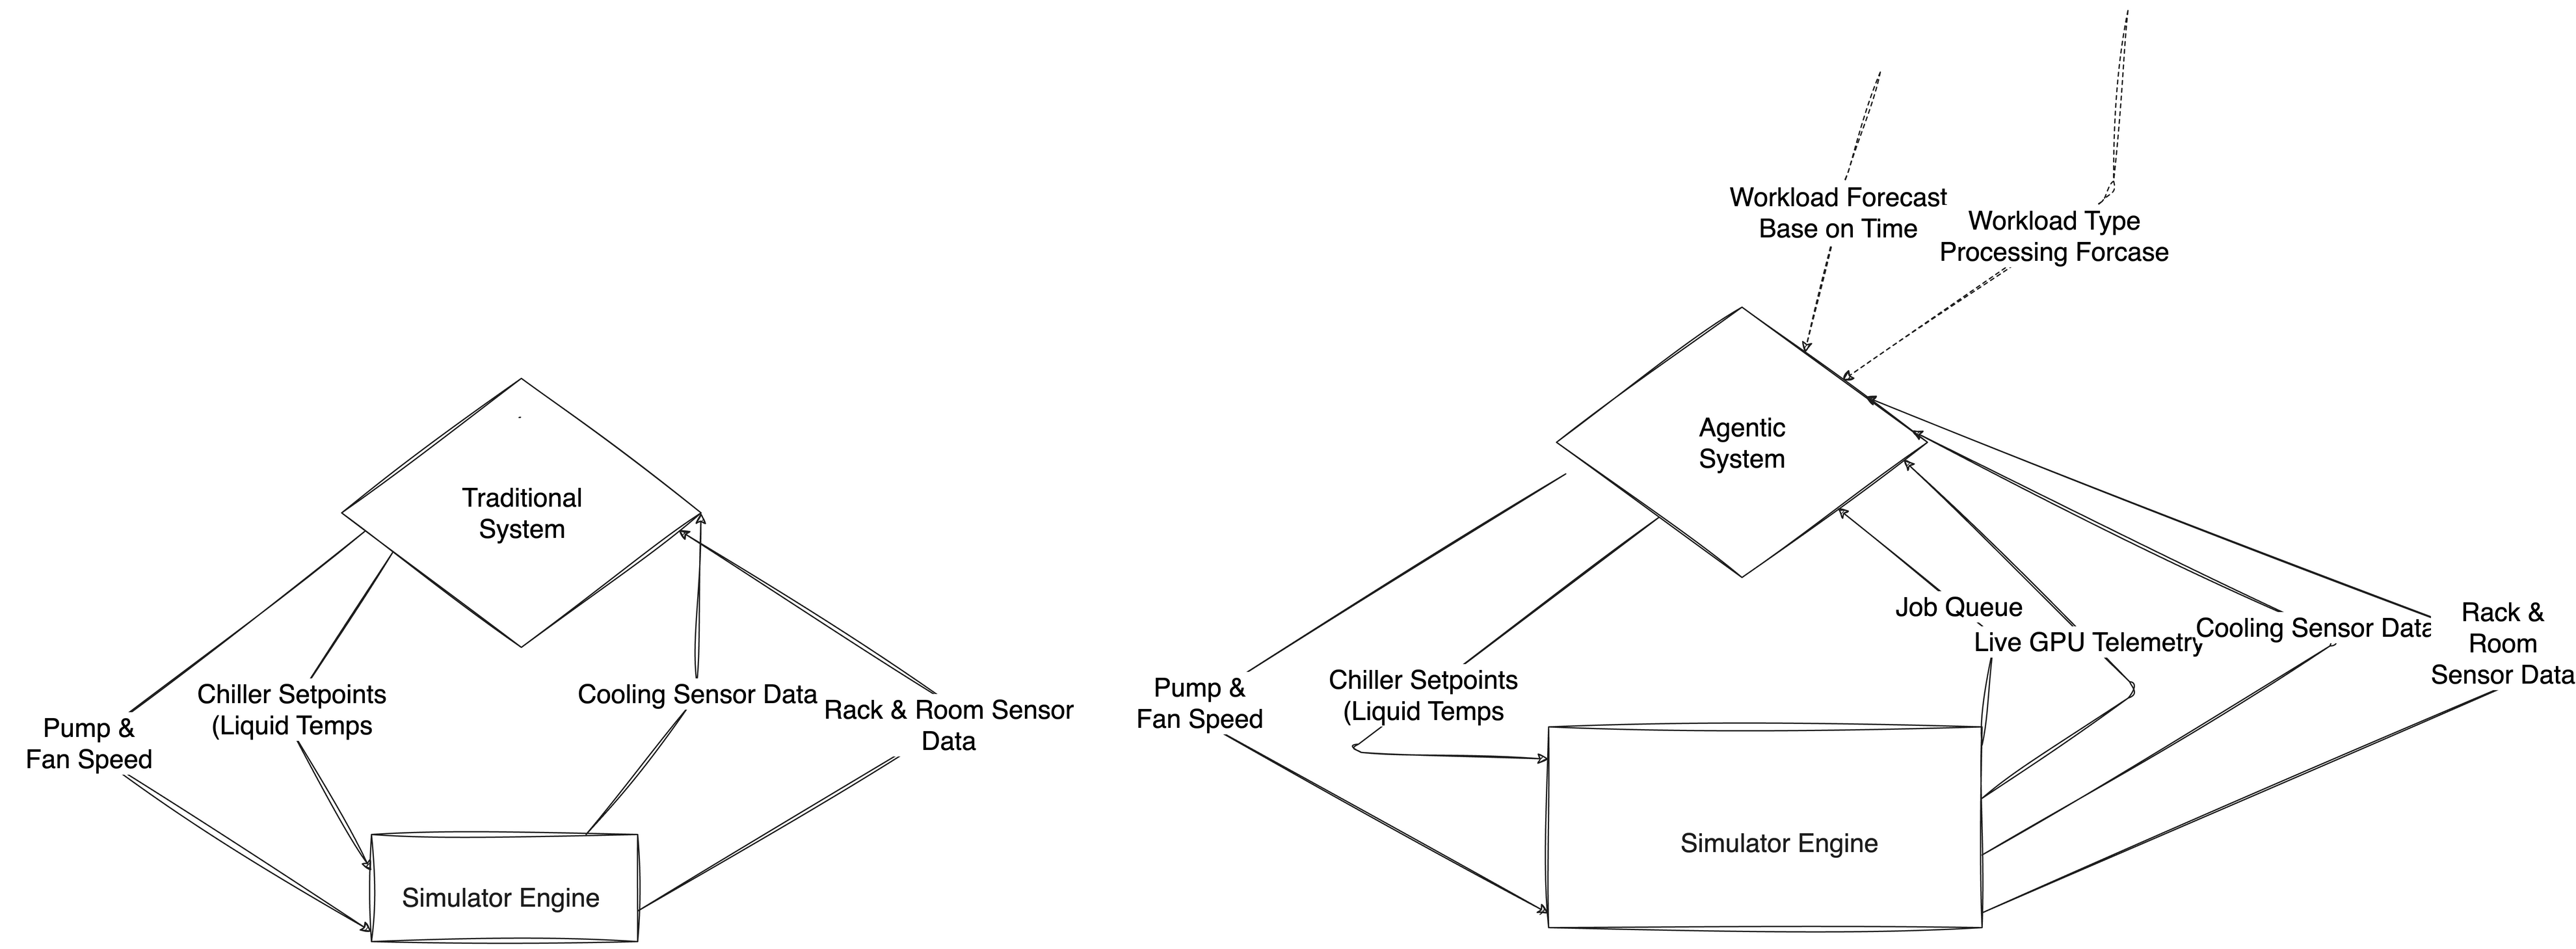 Traditional
System
Pump &
Fan Speed
Chiller Setpoints
(Liquid Temps
Cooling Sensor Data
Rack & Room Sensor
Data
Simulator Engine
Workload Forecast
Base on Time
Workload Type
Processing Forcase
Agentic
System
Pump &
Fan Speed
Chiller Setpoints
(Liquid Temps
Job Queue
Live GPU Telemetry
Cooling Sensor Data
Rack &
Room
Sensor Data
Simulator Engine